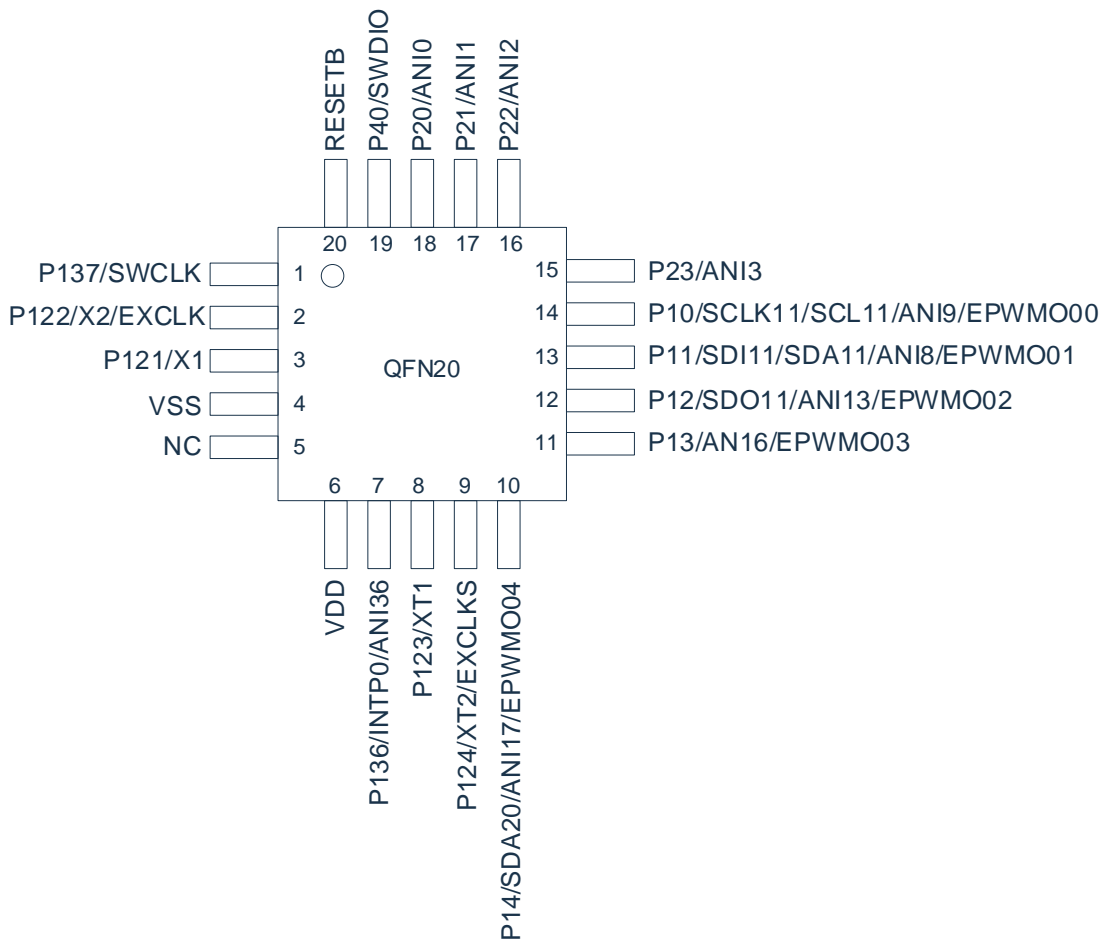 RESETB
P40/SWDIO
P20/ANI0
P21/ANI1
P22/ANI2
20
19
18
17
16
P137/SWCLK
1
P122/X2/EXCLK
2
P121/X1
3
VSS
4
NC
5
QFN20
15
P23/ANI3
14
P10/SCLK11/SCL11/ANI9/EPWMO00
13
P11/SDI11/SDA11/ANI8/EPWMO01
12
P12/SDO11/ANI13/EPWMO02
11
P13/AN16/EPWMO03
6
7
8
9
10
VDD
P136/INTP0/ANI36
P123/XT1
P124/XT2/EXCLKS
P14/SDA20/ANI17/EPWMO04